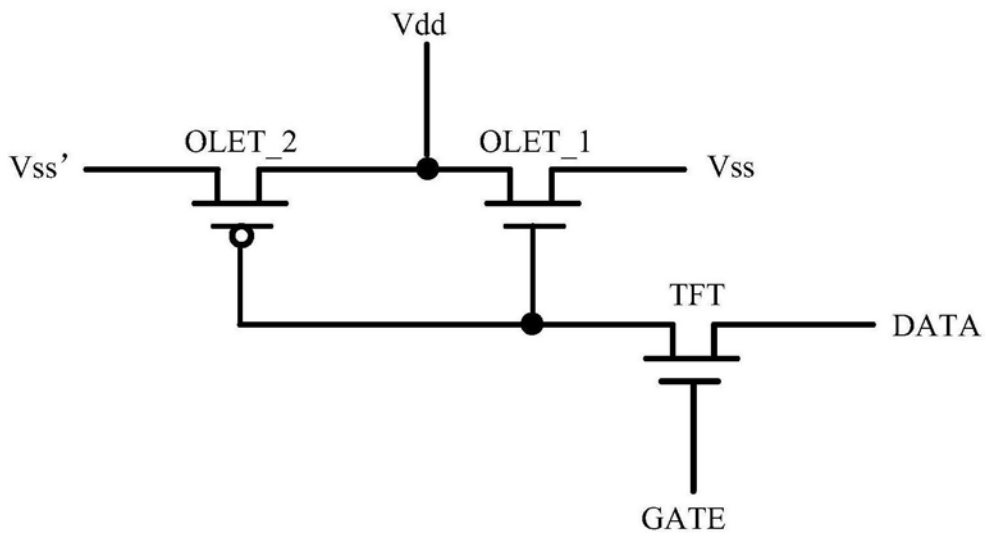 Vdd
OLET_2
OLET_1
Vss’
Vss
TFT
DATA
GATE